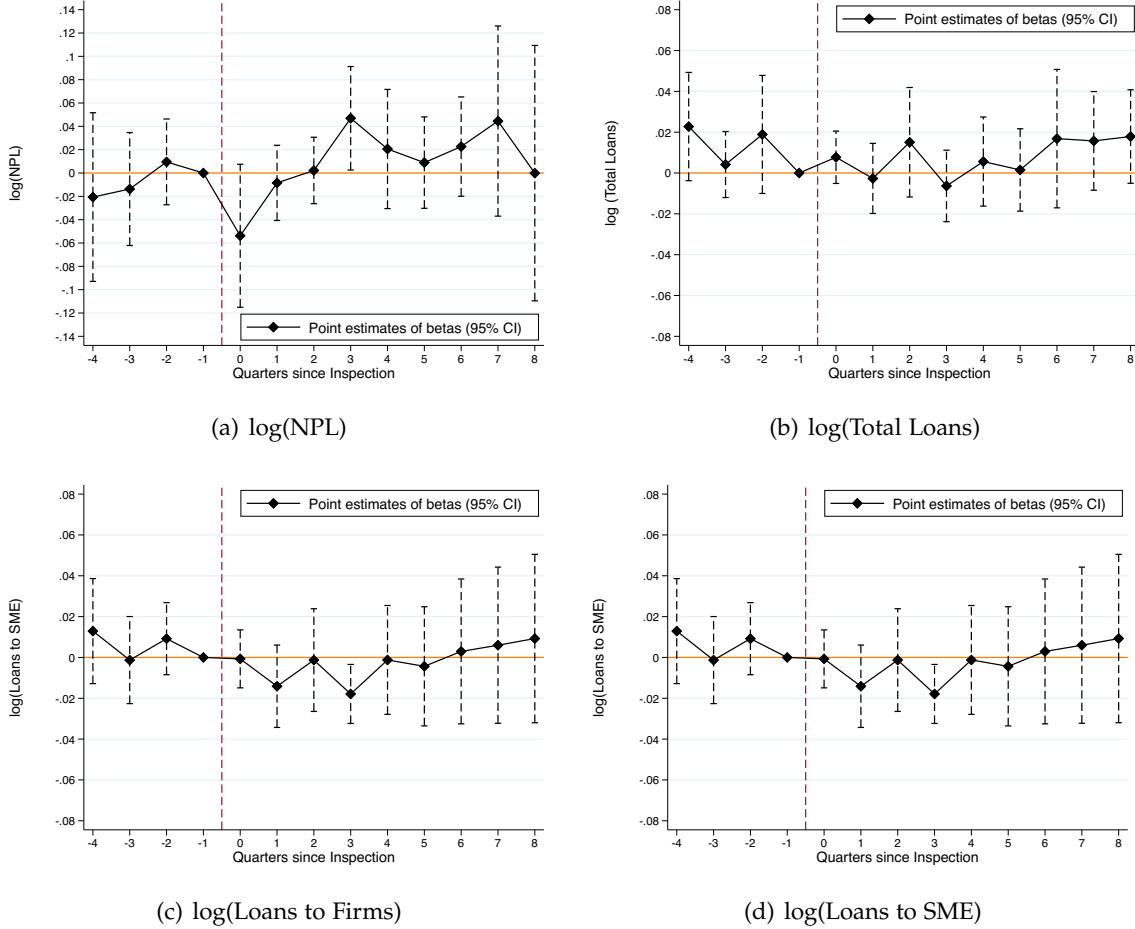 .14
.12
.1
.08
.06
.04
.02
0
-.02
-.04
-.06
-.08
-.1
-.12
-.14
log(NPL)
Point estimates of betas (95% CI)
-4 -3 -2 -1 0 1 2 3 4 5 6 7 8
Quarters since Inspection
(a) log(NPL)
.08
.06
.04
.02
0
-.02
-.04
-.06
-.08
log (Total Loans)
Point estimates of betas (95% CI)
-4 -3 -2 -1 0 1 2 3 4 5 6 7 8
Quarters since Inspection
(b) log(Total Loans)
.08
.06
.04
.02
0
-.02
-.04
-.06
-.08
log(Loans to SME)
Point estimates of betas (95% CI)
-4 -3 -2 -1 0 1 2 3 4 5 6 7 8
Quarters since Inspection
(c) log(Loans to Firms)
.08
.06
.04
.02
0
-.02
-.04
-.06
-.08
log(Loans to SME)
Point estimates of betas (95% CI)
-4 -3 -2 -1 0 1 2 3 4 5 6 7 8
Quarters since Inspection
(d) log(Loans to SME)